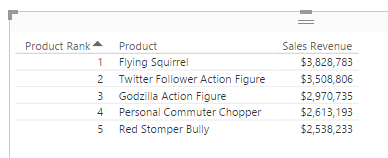 Product Rank Product Sales Revenue
1 Flying Squirrel $3,828,783
2 Twitter Follower Action Figure $3,508,806
3 Godzilla Action Figure $2,970,735
4 Personal Commuter Chopper $2,613,193
5 Red Stomper Bully $2,538,233